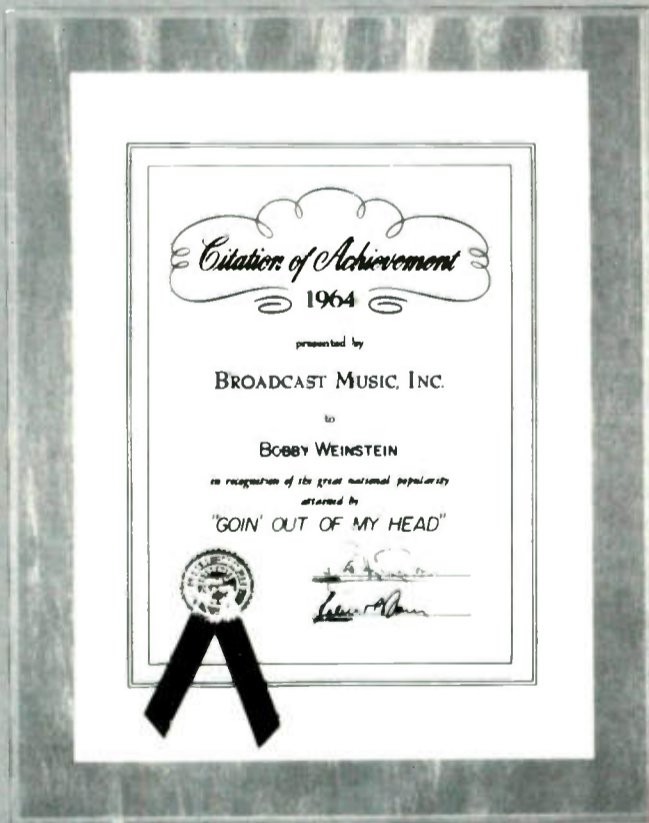 Citation of Achievement
1964
presented by
BROADCAST MUSIC, INC.
to
BOBBY WEINSTEIN
in recognition of the great national popularity
attained by
"GOIN' OUT OF MY HEAD"